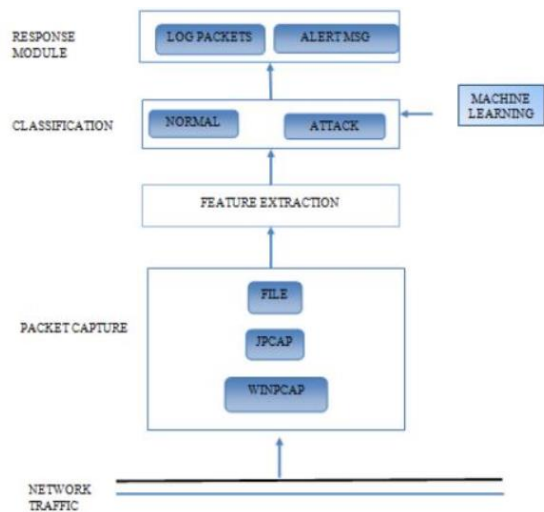 RESPONSE
MODULE
LOG PACKETS
ALERT MSG
CLASSIFICATION
NORMAL
ATTACK
MACHINE
LEARNING
FEATURE EXTRACTION
PACKET CAPTURE
FILE
JPCAP
WINPCAP
NETWORK
TRAFFIC